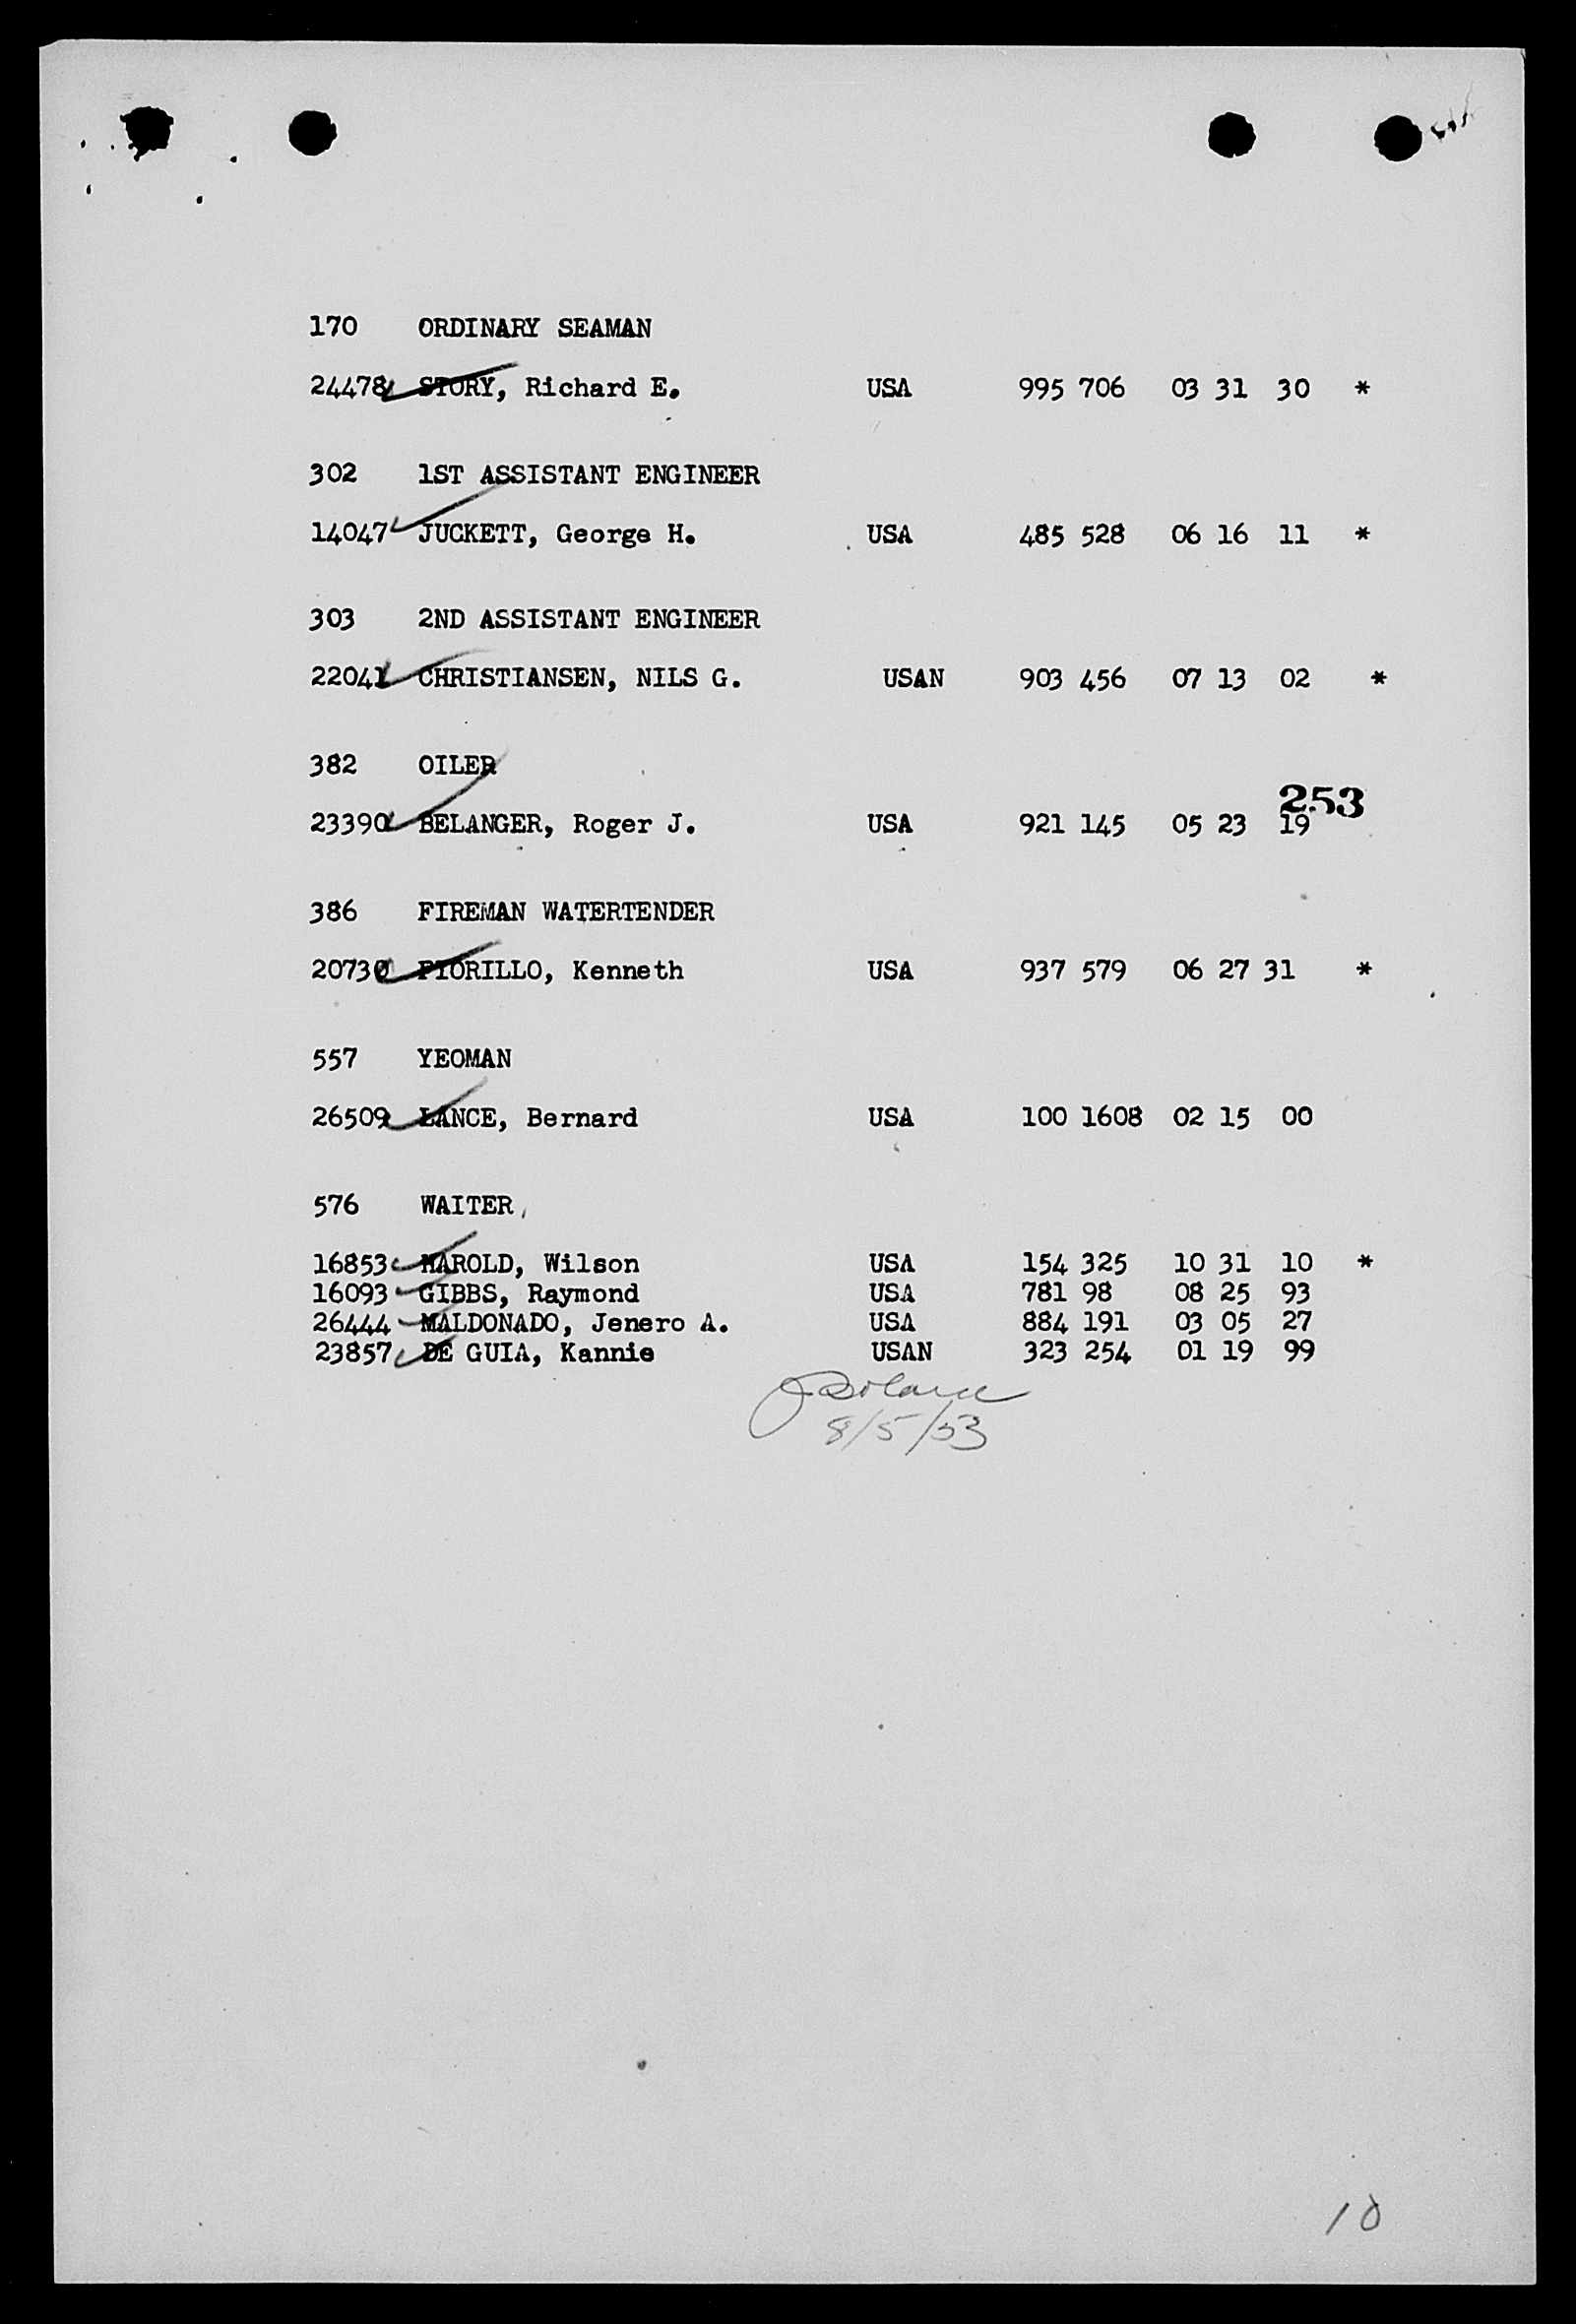 170 ORDINARY SEAMAN
24478 STORY, Richard E. USA 995 706 03 31 30 *
302 1ST ASSISTANT ENGINEER
14047 JUCKETT, George H. USA 485 528 06 16 11 *
303 2ND ASSISTANT ENGINEER
22041 CHRISTIANSEN, NILS G. USAN 903 456 07 13 02 *
382 OILER
253
23390 BELANGER, Roger J. USA 921 145 05 23 19
386 FIREMAN WATERTENDER
20730 FIORILLO, Kenneth USA 937 579 06 27 31 *
557 YEOMAN
26509 LANCE, Bernard USA 100 1608 02 15 00
576 WAITER
16853 HAROLD, Wilson USA 154 325 10 31 10 *
16093 GIBBS, Raymond USA 781 98 08 25 93
26444 MALDONADO, Jenero A. USA 884 191 03 05 27
23857 DE GUIA, Kannie USAN 323 254 01 19 99
8/5/53
10